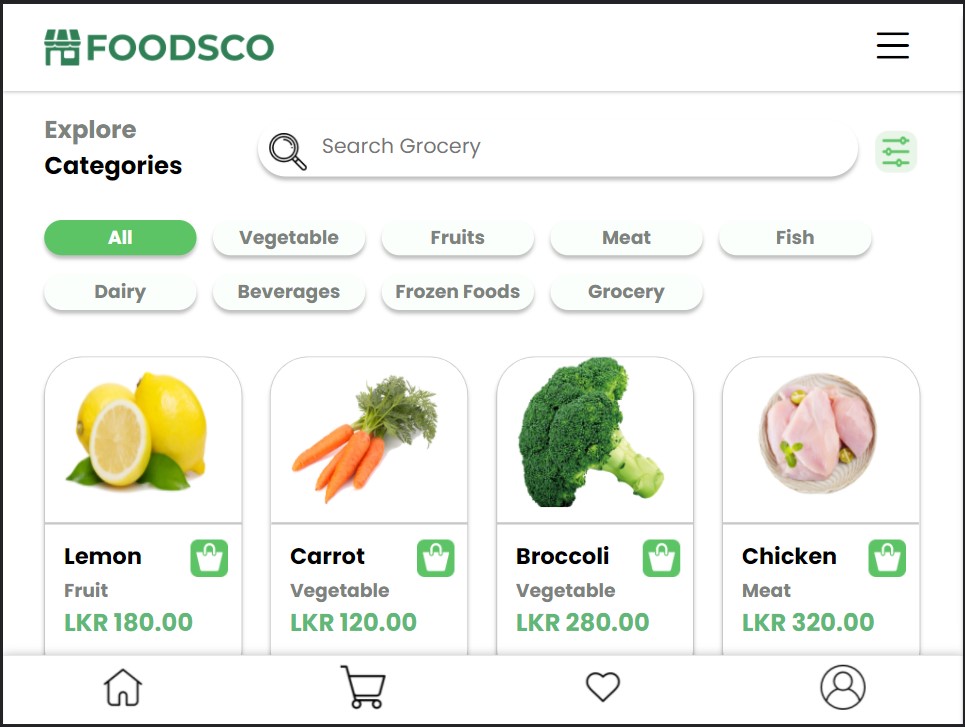 FOODSCO
Explore
Categories
Search Grocery
All
Vegetable
Fruits
Meat
Fish
Dairy
Beverages
Frozen Foods
Grocery
Lemon
Fruit
LKR 180.00
Carrot
Vegetable
LKR 120.00
Broccoli
Vegetable
LKR 280.00
Chicken
Meat
LKR 320.00